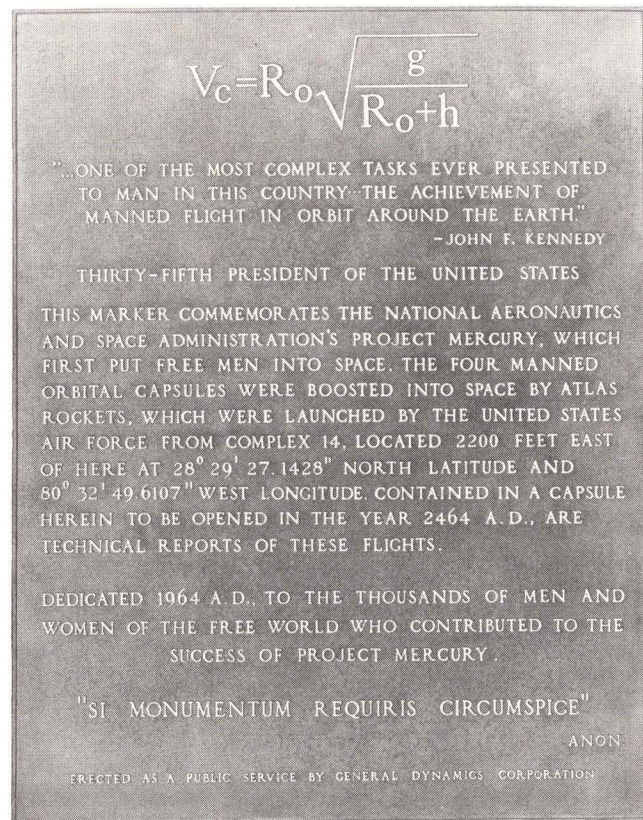 Vc=Ro√g/Ro+h
"...ONE OF THE MOST COMPLEX TASKS EVER PRESENTED
TO MAN IN THIS COUNTRY...THE ACHIEVEMENT OF
MANNED FLIGHT IN ORBIT AROUND THE EARTH."
-JOHN F. KENNEDY
THIRTY-FIFTH PRESIDENT OF THE UNITED STATES
THIS MARKER COMMEMORATES THE NATIONAL AERONAUTICS
AND SPACE ADMINISTRATION'S PROJECT MERCURY, WHICH
FIRST PUT FREE MEN INTO SPACE. THE FOUR MANNED
ORBITAL CAPSULES WERE BOOSTED INTO SPACE BY ATLAS
ROCKETS, WHICH WERE LAUNCHED BY THE UNITED STATES
AIR FORCE FROM COMPLEX 14, LOCATED 2200 FEET EAST
OF HERE AT 28° 29' 27.1428" NORTH LATITUDE AND
80° 32' 49.6107" WEST LONGITUDE. CONTAINED IN A CAPSULE
HEREIN TO BE OPENED IN THE YEAR 2464 A.D., ARE
TECHNICAL REPORTS OF THESE FLIGHTS.
DEDICATED 1964 A.D., TO THE THOUSANDS OF MEN AND
WOMEN OF THE FREE WORLD WHO CONTRIBUTED TO THE
SUCCESS OF PROJECT MERCURY.
"SI MONUMENTUM REQUIRIS CIRCUMSPICE"
ANON.
ERECTED AS A PUBLIC SERVICE BY GENERAL DYNAMICS CORPORATION